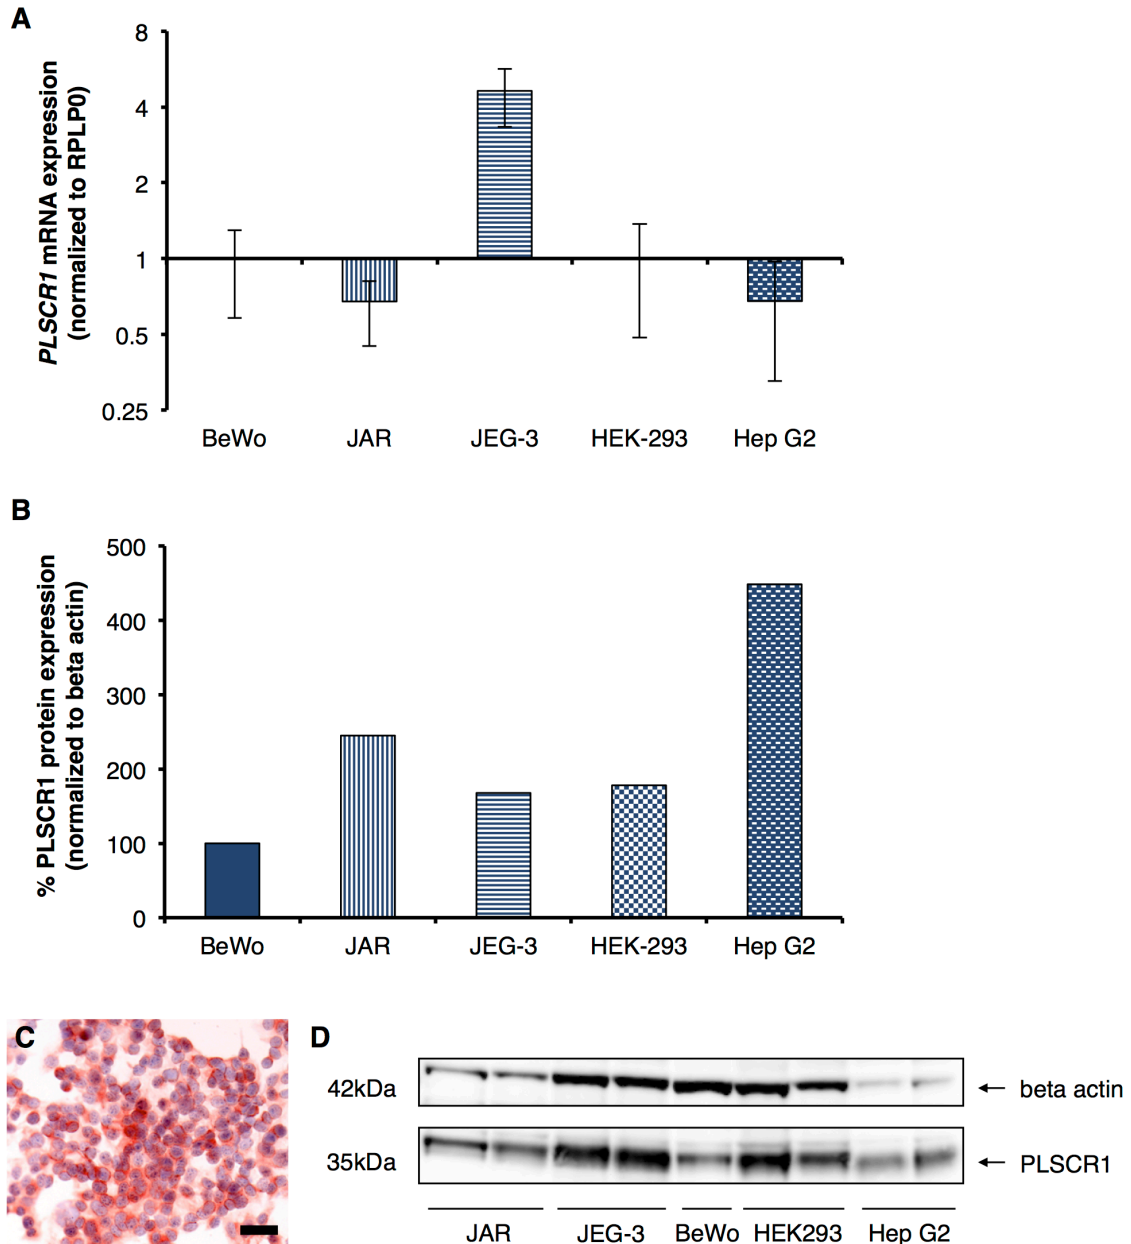 A
PLSCR1 mRNA expression
(normalized to RPLP0)
8
4
2
1
0.5
0.25
BeWo JAR JEG-3 HEK-293 Hep G2
B
% PLSCR1 protein expression
(normalized to beta actin)
500
400
300
200
100
0
BeWo JAR JEG-3 HEK-293 Hep G2
C
D
42kDa beta actin
35kDa PLSCR1
JAR JEG-3 BeWo HEK293 Hep G2